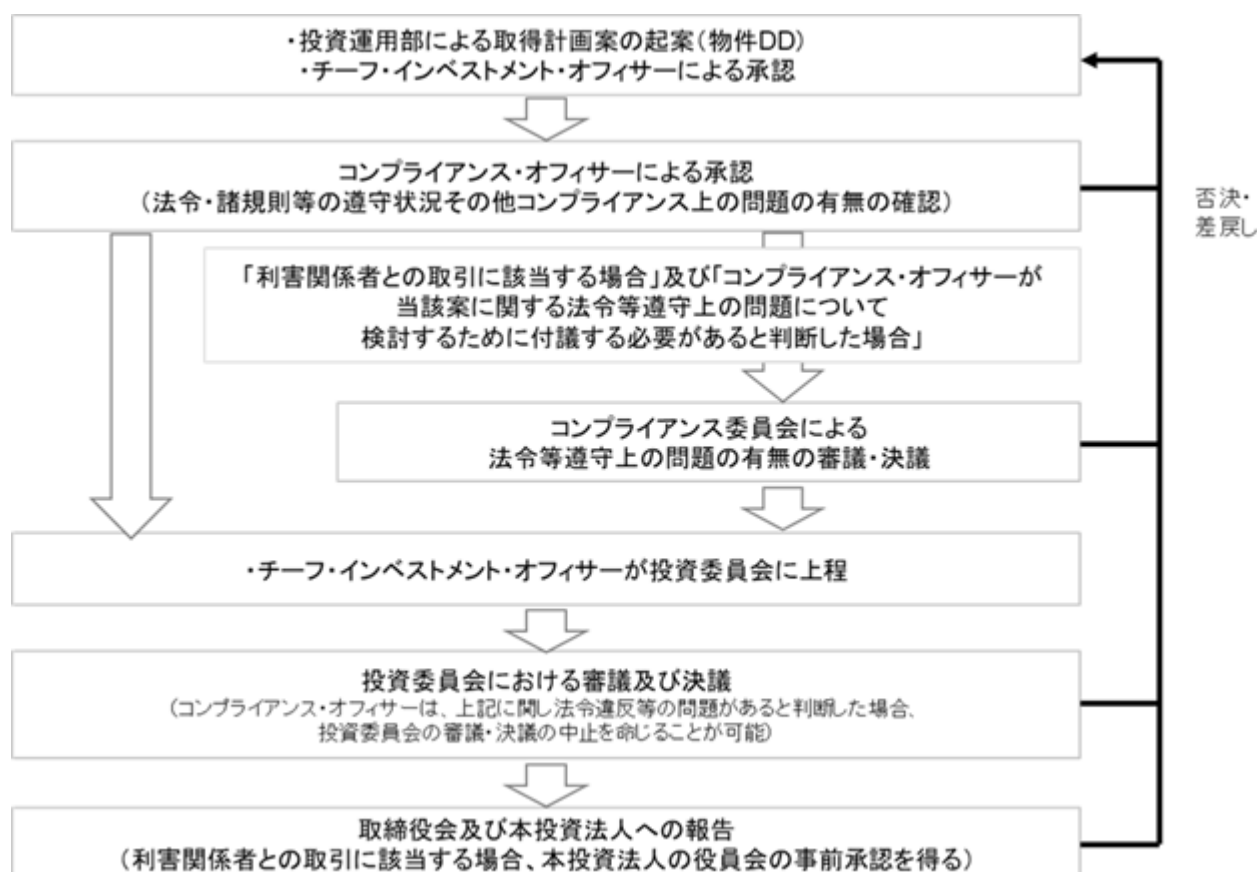 ・投資運用部による取得計画案の起案(物件DD)
・チーフ・インベストメント・オフィサーによる承認
コンプライアンス・オフィサーによる承認
(法令・諸規則等の遵守状況その他コンプライアンス上の問題の有無の確認)
否決・
差戻し
「利害関係者との取引に該当する場合」及び「コンプライアンス・オフィサーが
当該案に関する法令等遵守上の問題について
検討するために付議する必要があると判断した場合」
コンプライアンス委員会による
法令等遵守上の問題の有無の審議・決議
・チーフ・インベストメント・オフィサーが投資委員会に上程
投資委員会における審議及び決議
(コンプライアンス・オフィサーは、上記に関し法令違反等の問題があると判断した場合、
投資委員会の審議・決議の中止を命じることが可能)
取締役会及び本投資法人への報告
(利害関係者との取引に該当する場合、本投資法人の役員会の事前承認を得る)